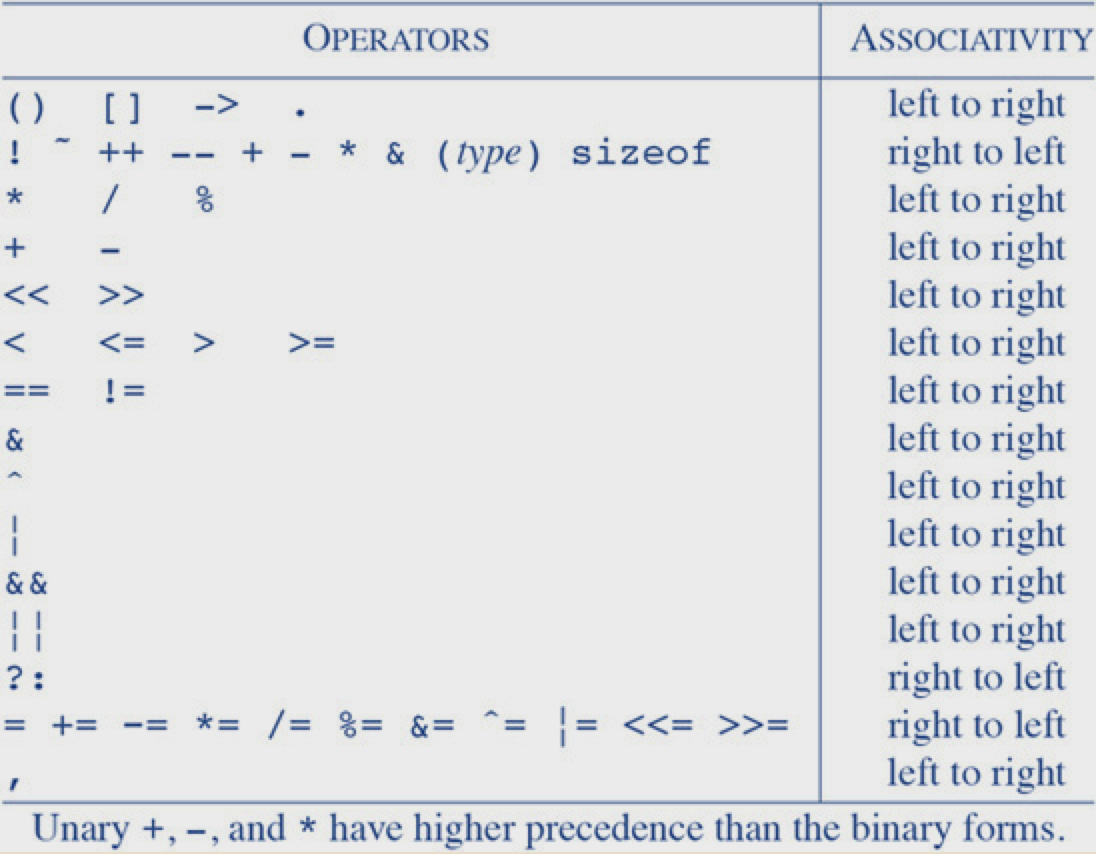 OPERATORS ASSOCIATIVITY
() [] -> . left to right
! ~ ++ -- + - * & (type) sizeof right to left
* / % left to right
+ - left to right
<< >> left to right
< <= > >= left to right
== != left to right
& left to right
^ left to right
¦ left to right
&& left to right
¦¦ left to right
?: right to left
= += -= *= /= %= &= ^= ¦= <<= >>= right to left
, left to right
Unary +, -, and * have higher precedence than the binary forms.